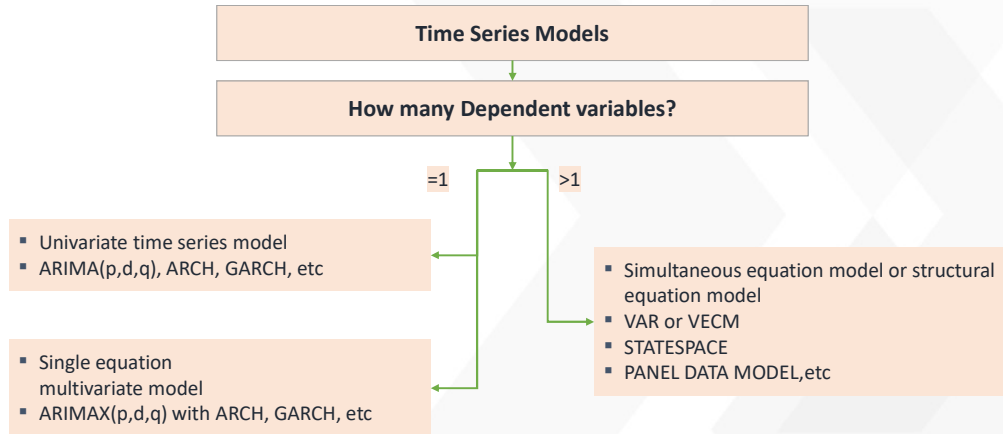 Time Series Models
How many Dependent variables?
=1
>1
▪ Univariate time series model
▪ ARIMA(p,d,q), ARCH, GARCH, etc
▪ Single equation
multivariate model
▪ ARIMAX(p,d,q) with ARCH, GARCH, etc
▪ Simultaneous equation model or structural
equation model
▪ VAR or VECM
▪ STATESPACE
▪ PANEL DATA MODEL,etc